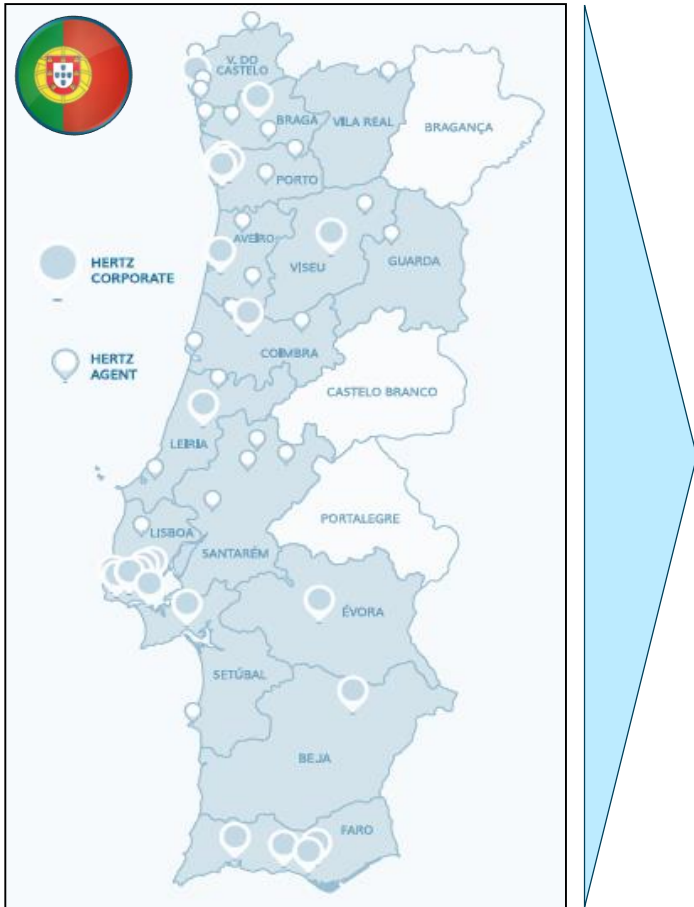 V. DO
CASTELO
BRAGA
VILA REAL
BRAGANÇA
PORTO
AVEIRO
VISEU
GUARDA
HERTZ
CORPORATE
COIMBRA
HERTZ
AGENT
CASTELO BRANCO
LEIRIA
PORTALEGRE
LISBOA
SANTARÉM
ÉVORA
SETÚBAL
BEJA
FARO